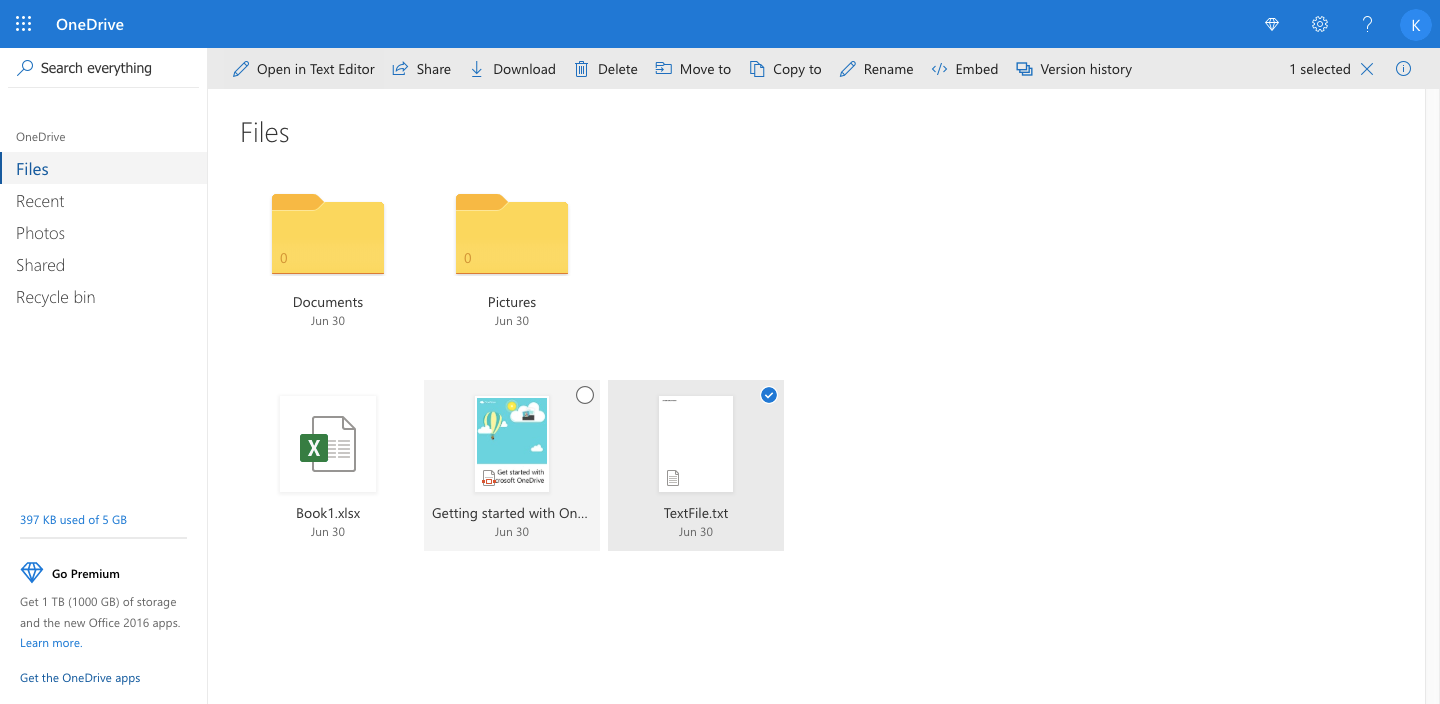 OneDrive
K
Search everything
Open in Text Editor Share Download Delete Move to Copy to Rename Embed Version history 1 selected
OneDrive
Files
Recent
Photos
Shared
Recycle bin
397 KB used of 5 GB
Go Premium
Get 1 TB (1000 GB) of storage
and the new Office 2016 apps.
Learn more.
Get the OneDrive apps
Files
0
Documents
Jun 30
0
Pictures
Jun 30
X
Book1.xlsx
Jun 30
Get started with
crosoft OneDrive
Getting started with On...
Jun 30
TextFile.txt
Jun 30